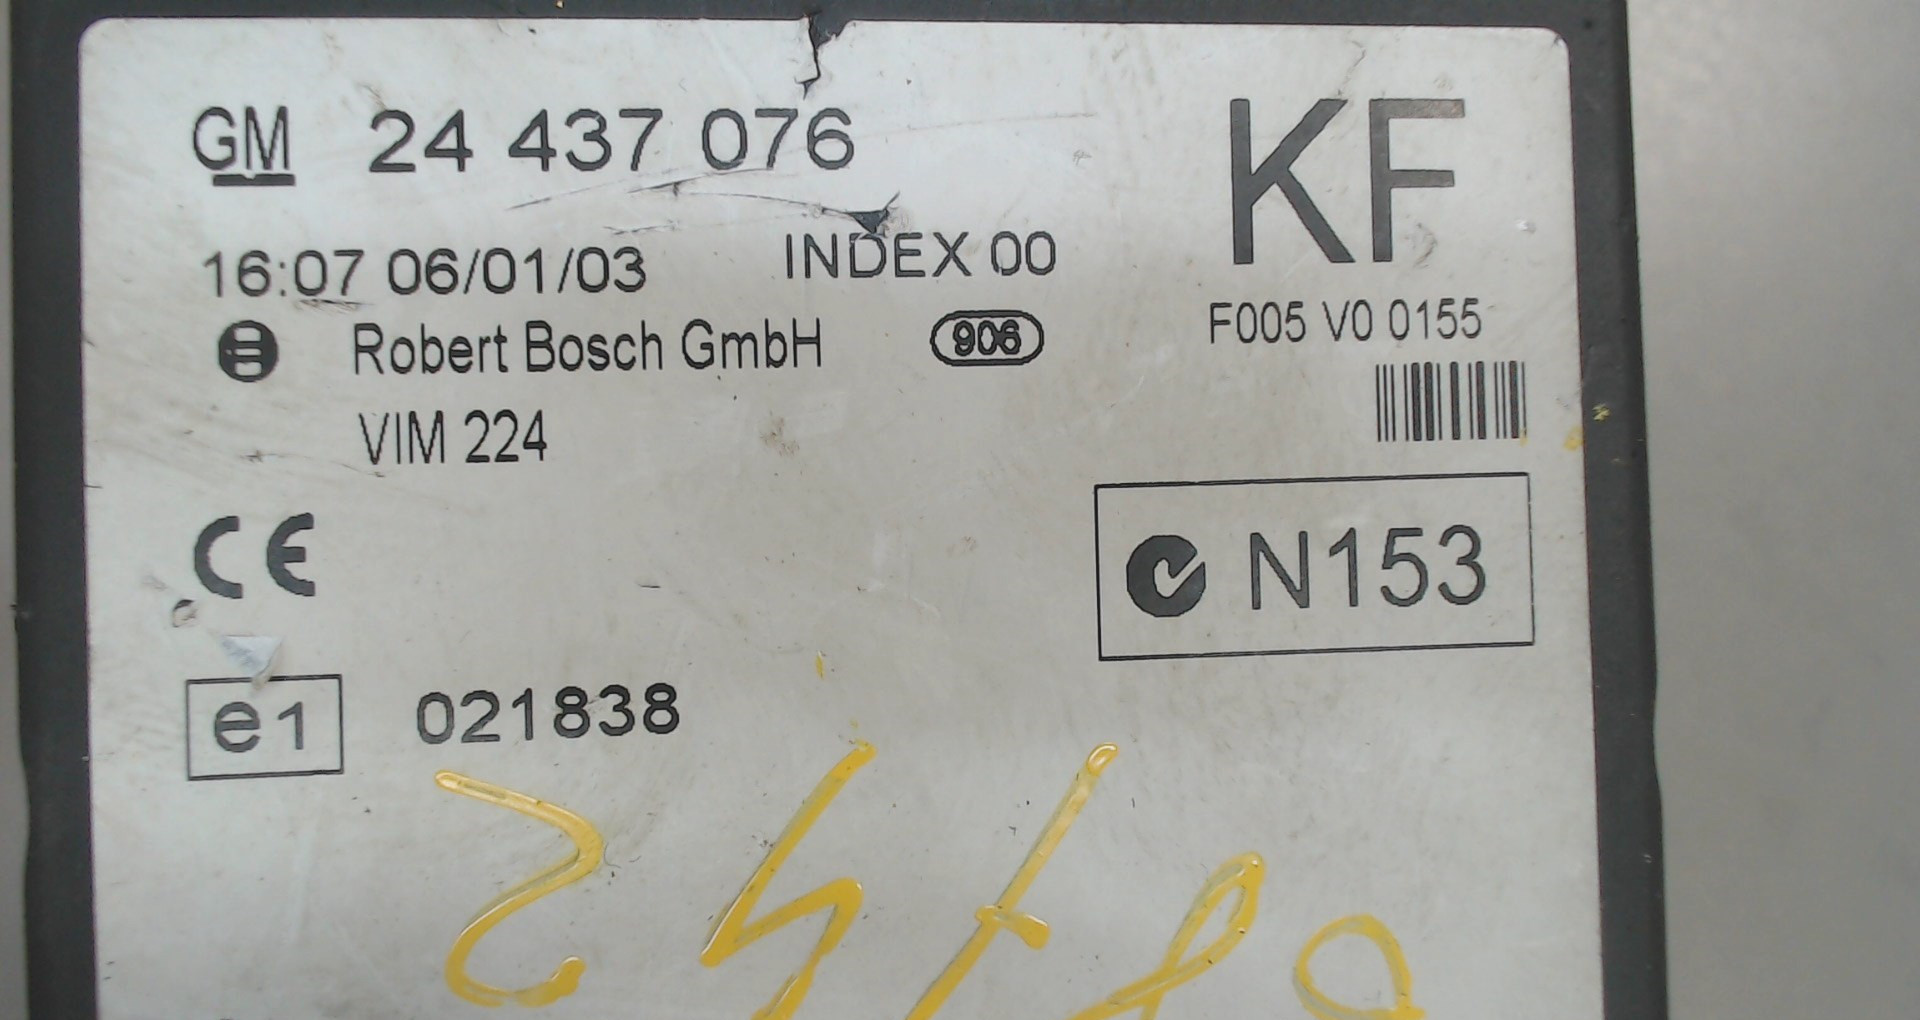 GM 24 437 076
KF
16:07 06/01/03 INDEX 00
Robert Bosch GmbH 906
F005 V0 0155
VIM 224
CE
N153
e1 021838